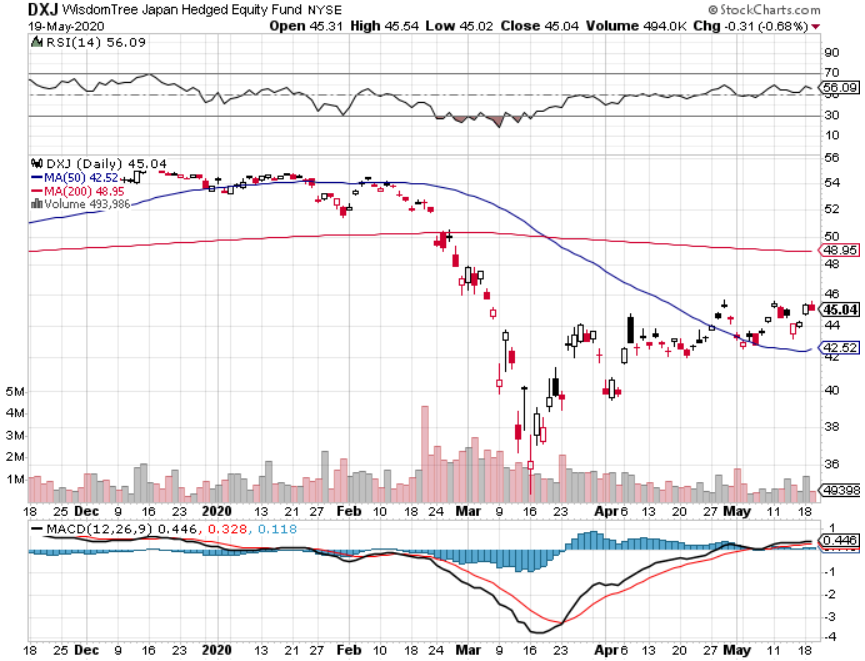 DXJ WisdomTree Japan Hedged Equity Fund NYSE © StockCharts.com
19-May-2020 Open 45.31 High 45.54 Low 45.02 Close 45.04 Volume 494.0K Chg -0.31 (-0.68%)
RSI(14) 56.09
90
70
56.09
30
10
DXJ (Daily) 45.04
MA(50) 42.52
MA(200) 48.95
Volume 493,986
56
54
52
50
48.95
48
46
45.04
44
42.52
42
40
38
36
5M
4M
3M
2M
1M
49398
18 25 Dec 9 16 23 2020 13 21 27 Feb 10 18 24 Mar 9 16 23 Apr 6 13 20 27 May 11 18
MACD(12,26,9) 0.446, 0.328, 0.118
1
0.446
-1
-2
-3
-4
18 25 Dec 9 16 23 2020 13 21 27 Feb 10 18 24 Mar 9 16 23 Apr 6 13 20 27 May 11 18